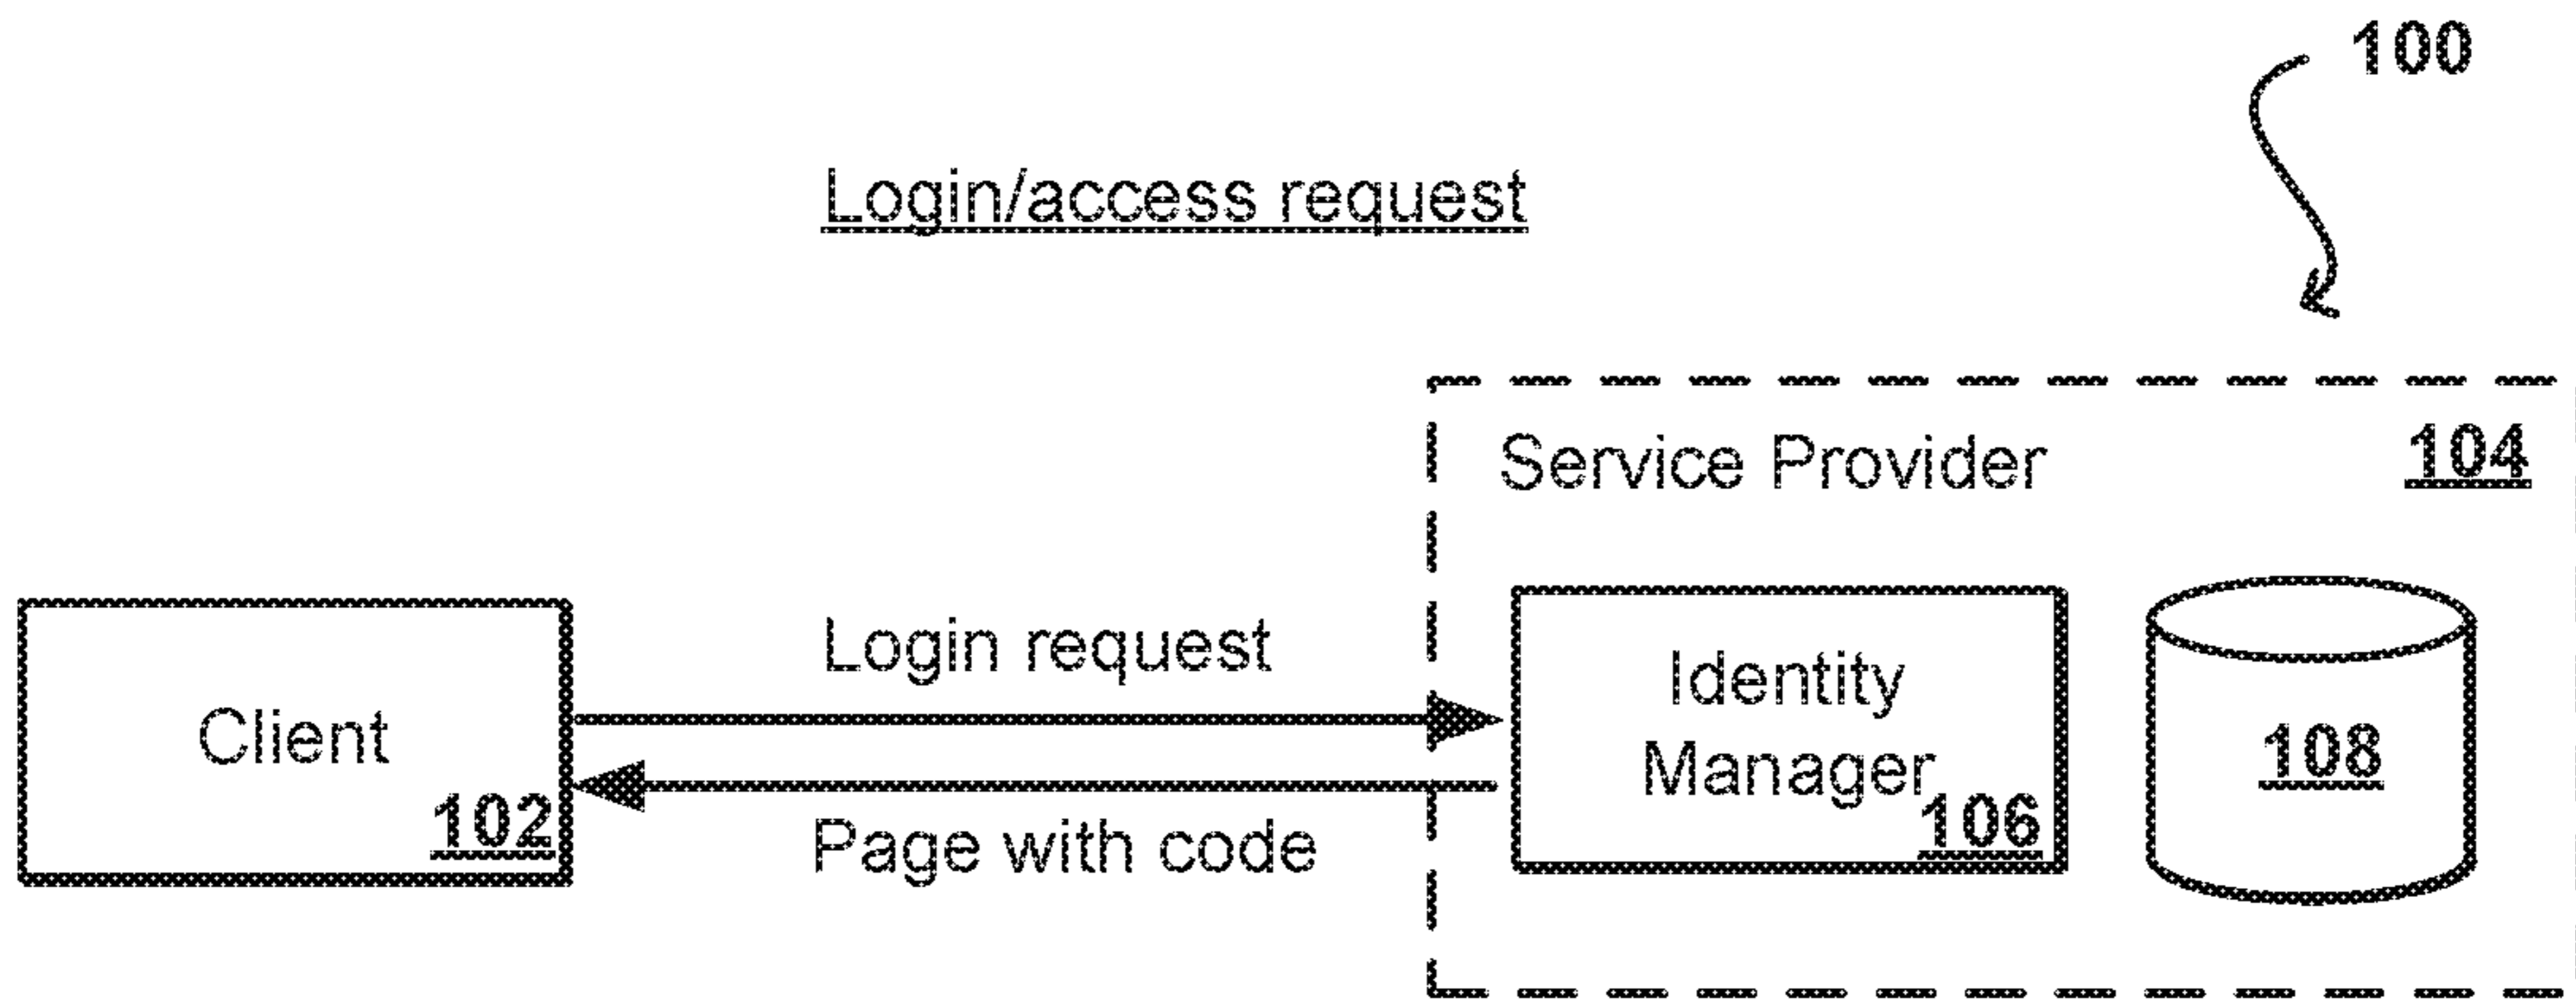 100
Login/access request
Service Provider 104
Login request
Identity
Manager
106
108
Client
102
Page with code